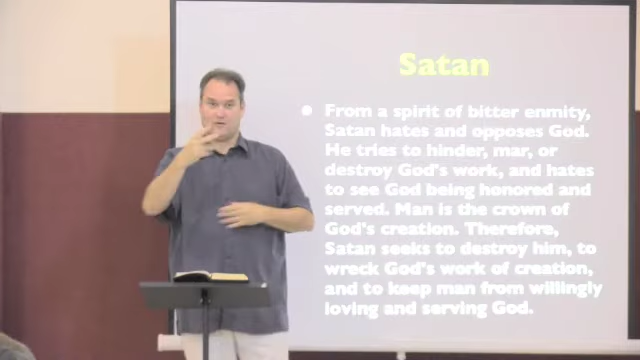 Satan
From a spirit of bitter enmity,
Satan hates and opposes God.
He tries to hinder, mar, or
destroy God's work, and hates
to see God being honored and
served. Man is the crown of
God's creation. Therefore,
Satan seeks to destroy him, to
wreck God's work of creation,
and to keep man from willingly
loving and serving God.